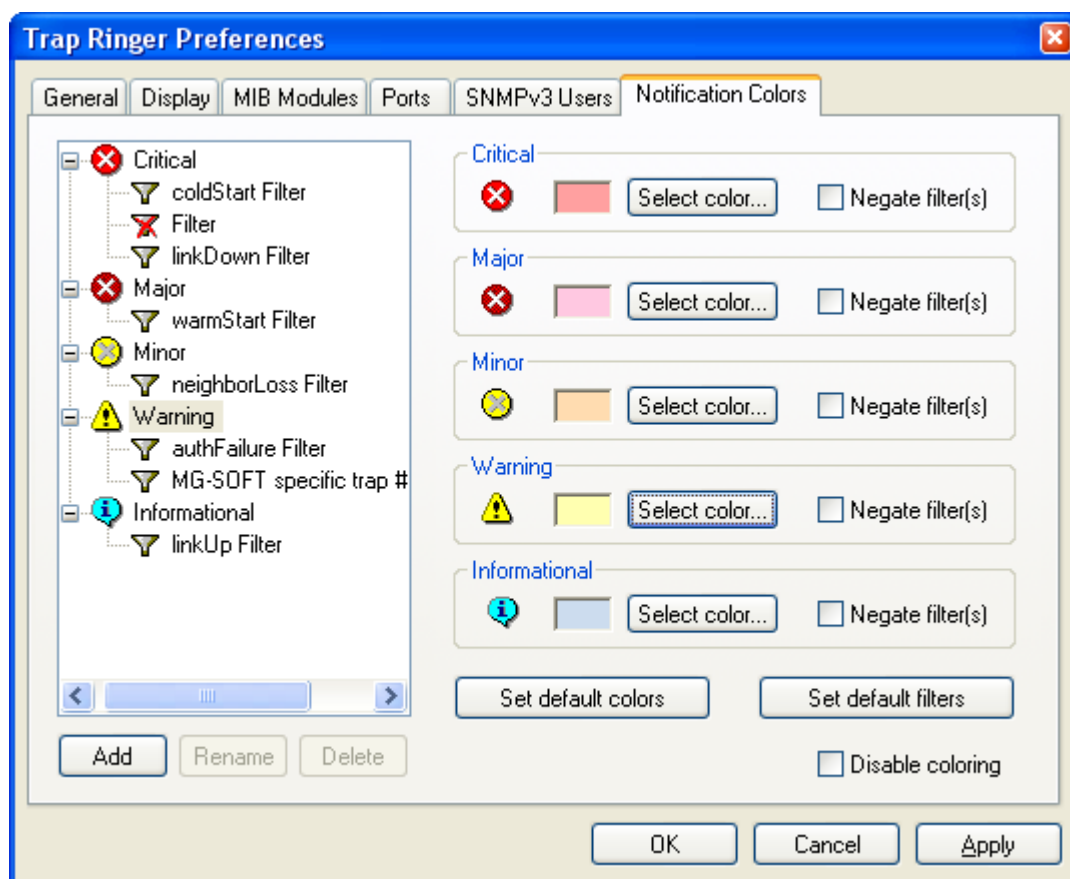 Trap Ringer Preferences
General Display MIB Modules Ports SNMPv3 Users Notification Colors
Critical
coldStart Filter
Filter
linkDown Filter
Major
warmStart Filter
Minor
neighborLoss Filter
Warning
authFailure Filter
MG-SOFT specific trap #
Informational
linkUp Filter
Add Rename Delete
Critical
Select color... Negate filter(s)
Major
Select color... Negate filter(s)
Minor
Select color... Negate filter(s)
Warning
Select color... Negate filter(s)
Informational
Select color... Negate filter(s)
Set default colors Set default filters
Disable coloring
OK Cancel Apply